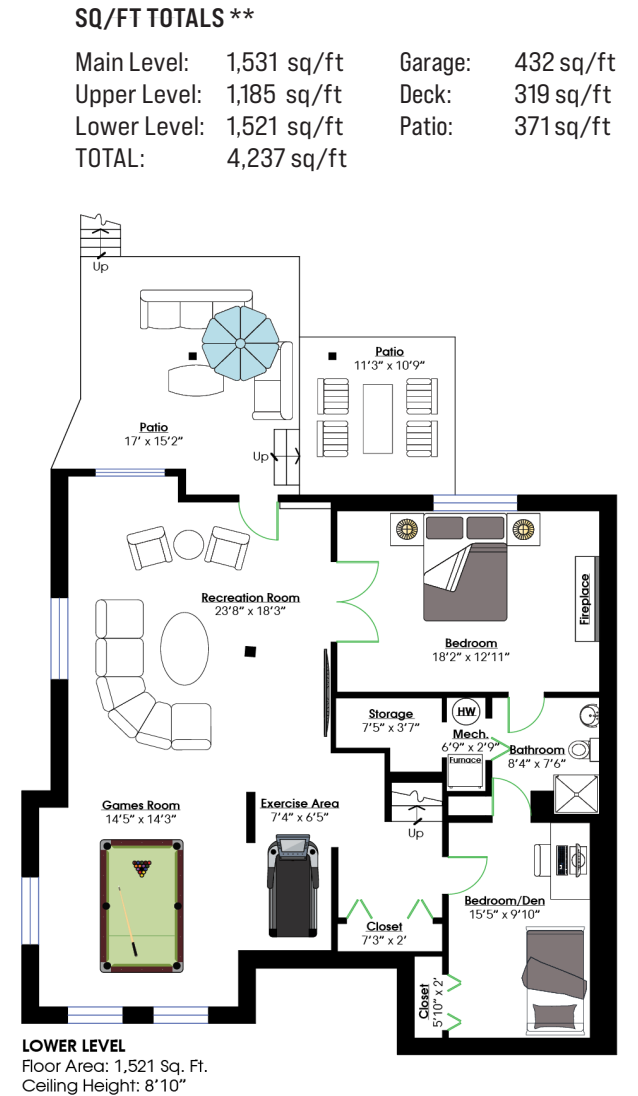 SQ/FT TOTALS **
Main Level: 1,531 sq/ft Garage: 432 sq/ft
Upper Level: 1,185 sq/ft Deck: 319 sq/ft
Lower Level: 1,521 sq/ft Patio: 371 sq/ft
TOTAL: 4,237 sq/ft
Up
Patio
11'3" x 10'9"
Patio
17' x 15'2"
Up
Recreation Room
23'8" x 18'3"
Fireplace
Bedroom
18'2" x 12'11"
Storage
7'5" x 3'7"
HW
Mech.
6'9" x 2'9"
Furnace
Bathroom
8'4" x 7'6"
Games Room
14'5" x 14'3"
Exercise Area
7'4" x 6'5"
Up
Bedroom/Den
15'5" x 9'10"
Closet
7'3" x 2'
Closet
5'10" x 2'
LOWER LEVEL
Floor Area: 1,521 Sq. Ft.
Ceiling Height: 8'10"